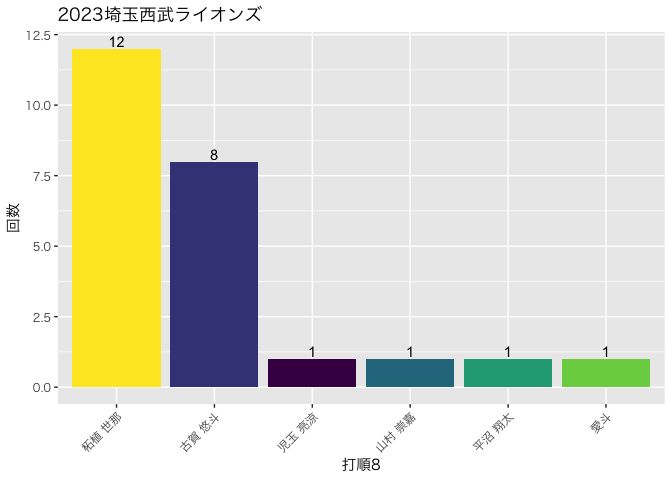 2023埼玉西武ライオンズ
回数
12.5
10.0
7.5
5.0
2.5
0.0
12
8
1
1
1
1
柘植 世那
古賀 悠斗
児玉 亮涼
山村 崇嘉
平沼 翔太
愛斗
打順8